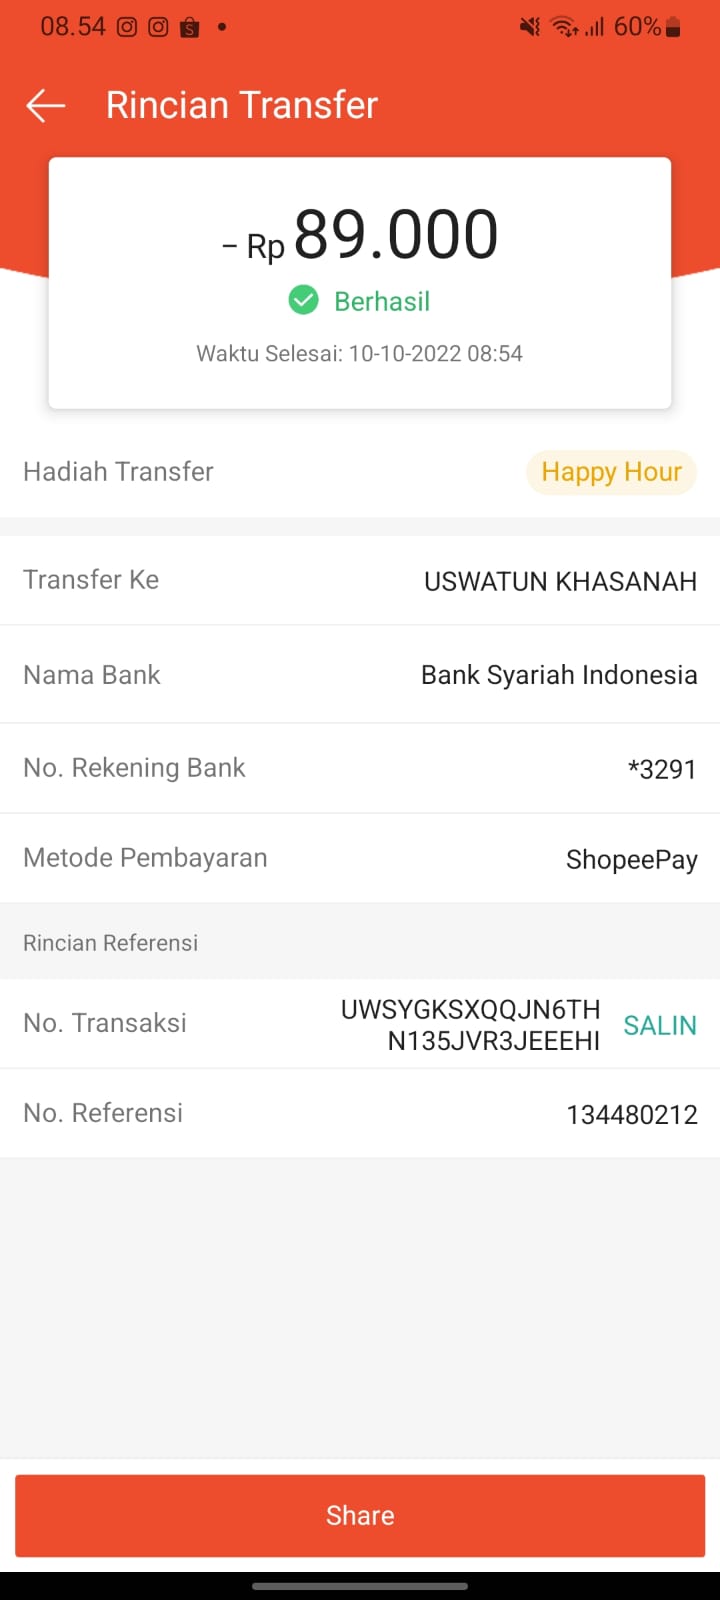 08.54
60%
Rincian Transfer
– Rp 89.000
Berhasil
Waktu Selesai: 10-10-2022 08:54
Hadiah Transfer
Happy Hour
Transfer Ke
USWATUN KHASANAH
Nama Bank
Bank Syariah Indonesia
No. Rekening Bank
*3291
Metode Pembayaran
ShopeePay
Rincian Referensi
No. Transaksi
UWSYGKSXQQJN6TH
N135JVR3JEEEHI
SALIN
No. Referensi
134480212
Share